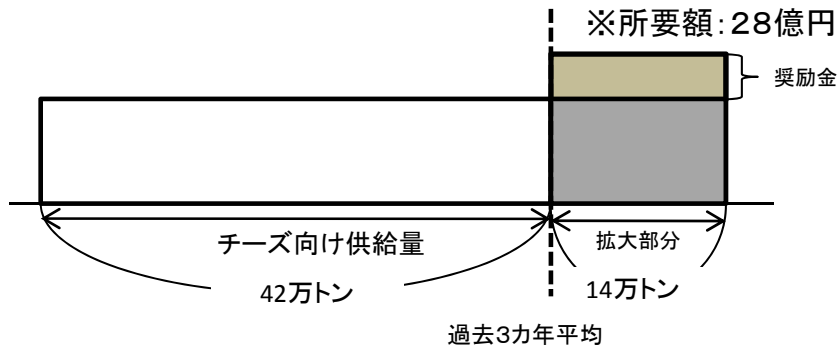 ※所要額:28億円
奨励金
チーズ向け供給量
拡大部分
42万トン
14万トン
過去3カ年平均